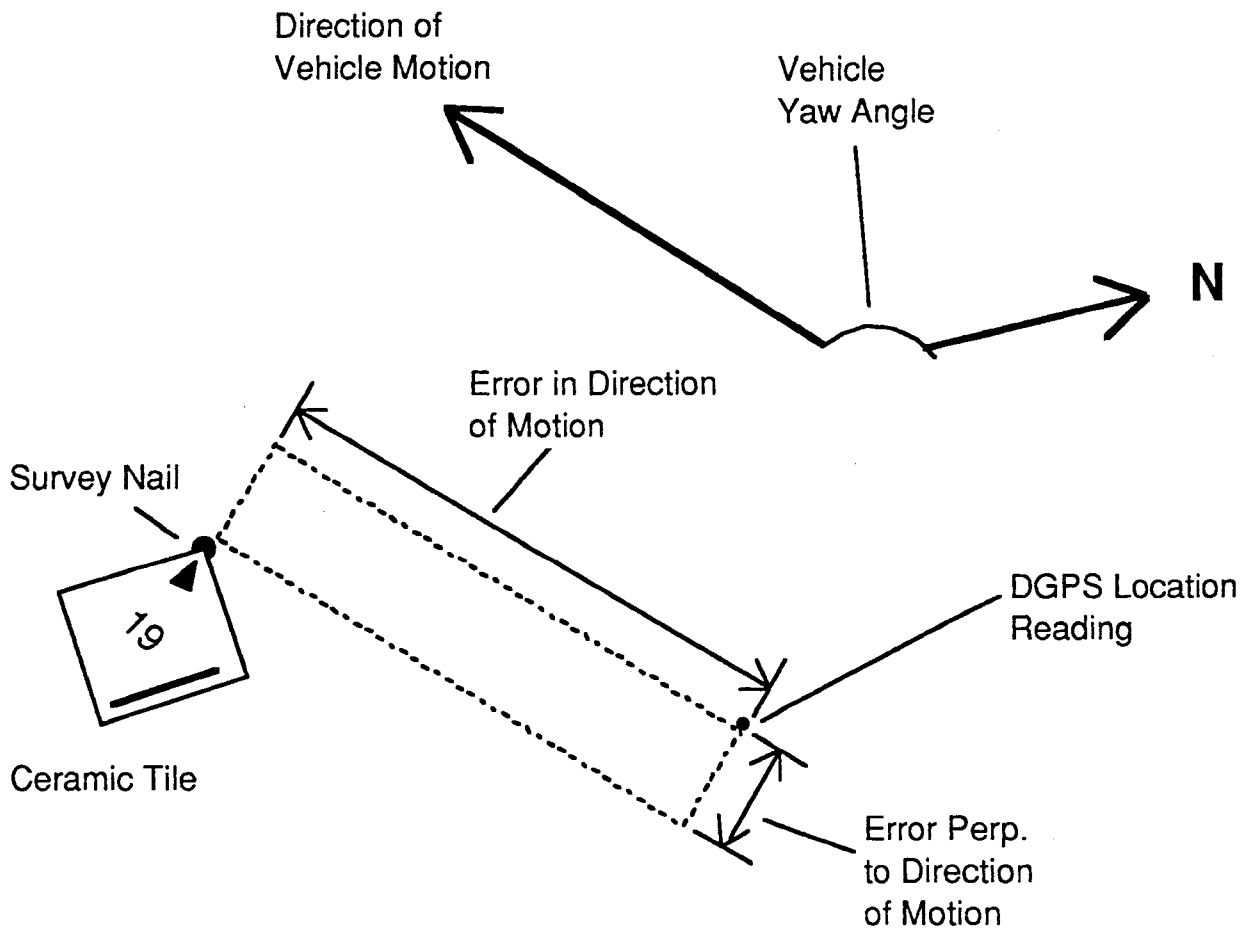 Direction of
Vehicle Motion
Vehicle
Yaw Angle
N
Error in Direction
of Motion
Survey Nail
19
DGPS Location
Reading
Ceramic Tile
Error Perp.
to Direction
of Motion